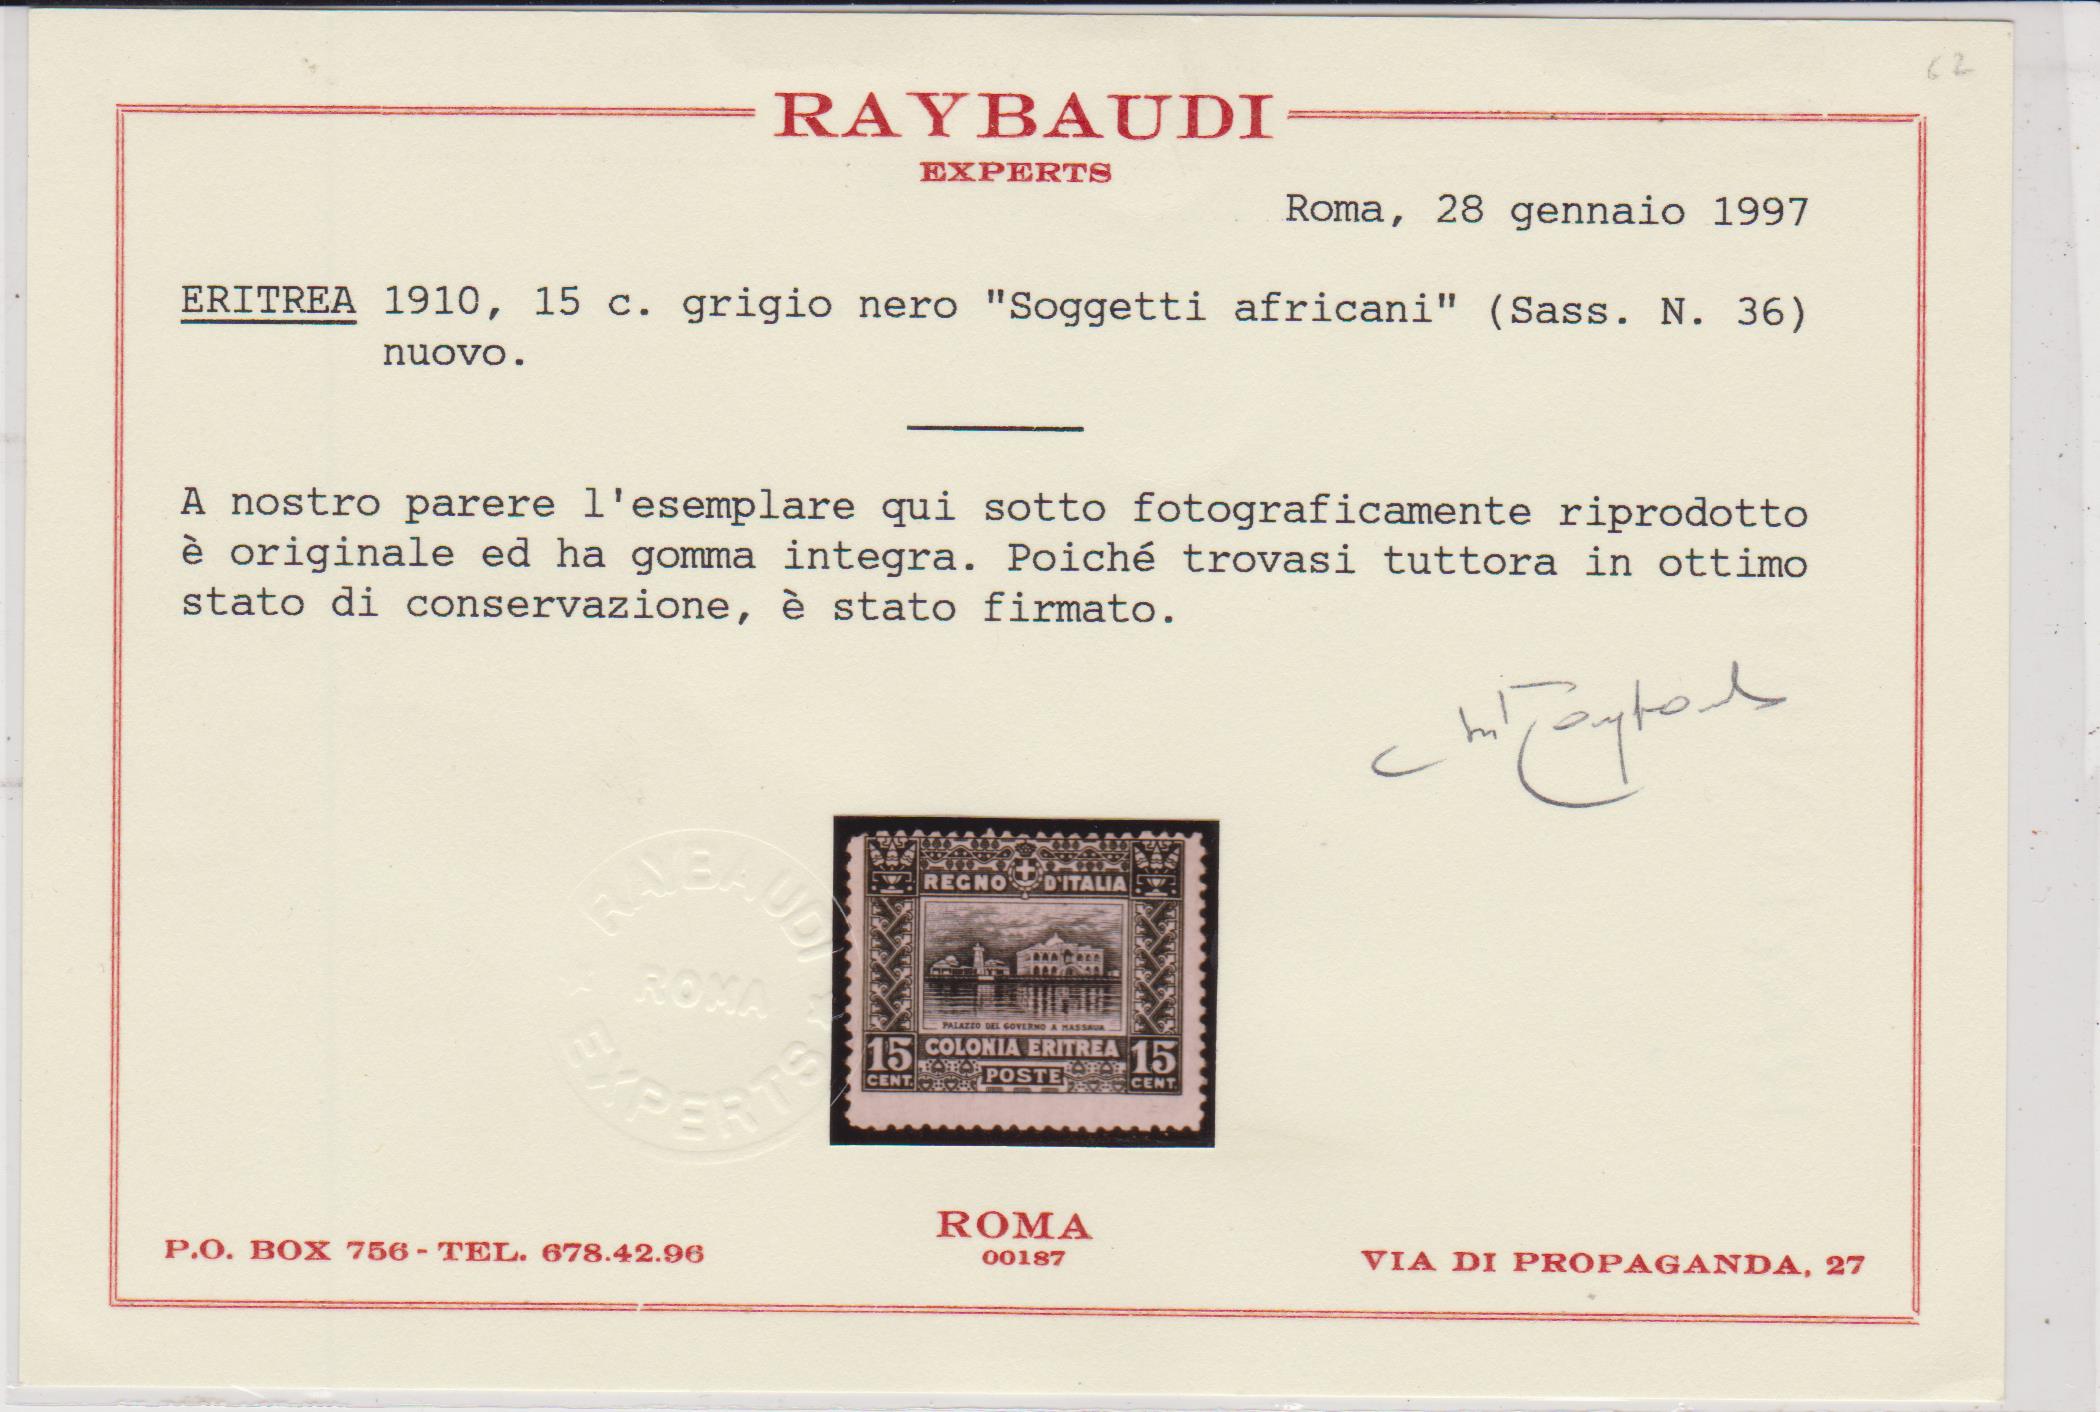 62
RAYBAUDI
EXPERTS
Roma, 28 gennaio 1997
ERITREA 1910, 15 c. grigio nero "Soggetti africani" (Sass. N. 36)
nuovo.
A nostro parere l'esemplare qui sotto fotograficamente riprodotto
è originale ed ha gomma integra. Poiché trovasi tuttora in ottimo
stato di conservazione, è stato firmato.
RAYBAUDI
ROMA
EXPERTS
REGNO D'ITALIA
PALAZZO DEL GOVERNO A MASSAUA
15 COLONIA ERITREA 15
CENT. POSTE CENT.
ROMA
00187
P.O. BOX 756 - TEL. 678.42.96
VIA DI PROPAGANDA, 27